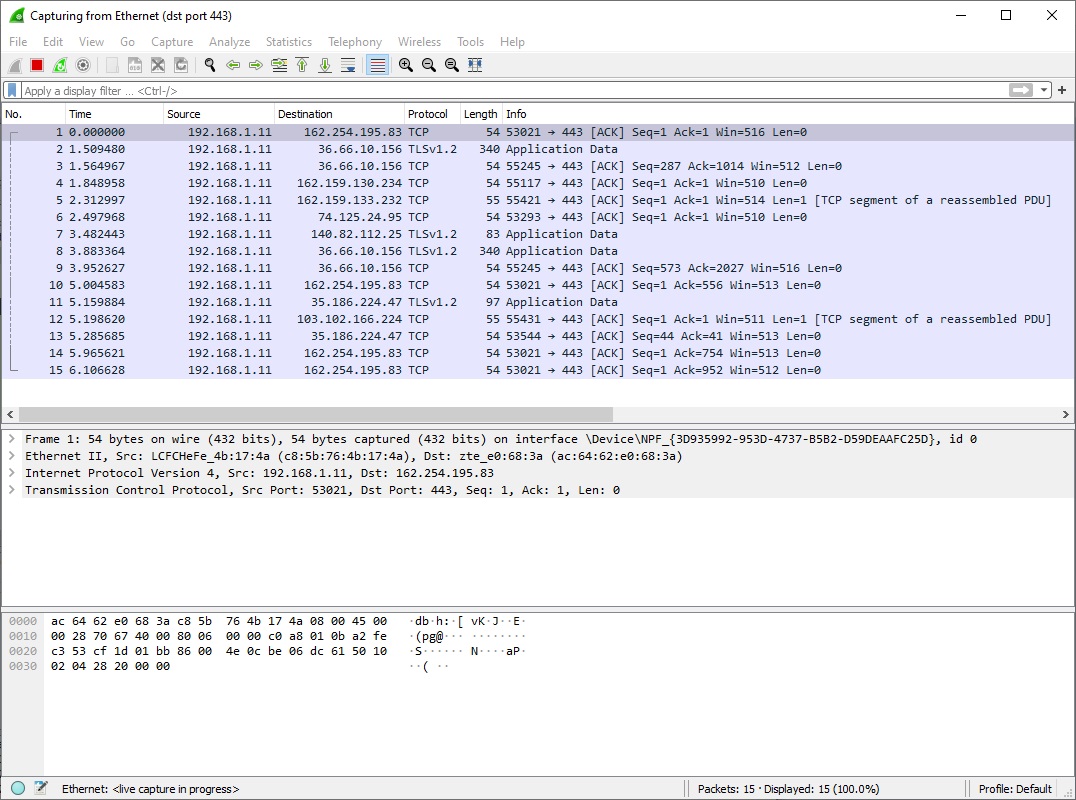 Capturing from Ethernet (dst port 443)
File Edit View Go Capture Analyze Statistics Telephony Wireless Tools Help
Apply a display filter ... <Ctrl-/>
No. Time Source Destination Protocol Length Info
1 0.000000 192.168.1.11 162.254.195.83 TCP 54 53021 → 443 [ACK] Seq=1 Ack=1 Win=516 Len=0
2 1.509480 192.168.1.11 36.66.10.156 TLSv1.2 340 Application Data
3 1.564967 192.168.1.11 36.66.10.156 TCP 54 55245 → 443 [ACK] Seq=287 Ack=1014 Win=512 Len=0
4 1.848958 192.168.1.11 162.159.130.234 TCP 54 55117 → 443 [ACK] Seq=1 Ack=1 Win=510 Len=0
5 2.312997 192.168.1.11 162.159.133.232 TCP 55 55421 → 443 [ACK] Seq=1 Ack=1 Win=514 Len=1 [TCP segment of a reassembled PDU]
6 2.497968 192.168.1.11 74.125.24.95 TCP 54 53293 → 443 [ACK] Seq=1 Ack=1 Win=510 Len=0
7 3.482443 192.168.1.11 140.82.112.25 TLSv1.2 83 Application Data
8 3.883364 192.168.1.11 36.66.10.156 TLSv1.2 340 Application Data
9 3.952627 192.168.1.11 36.66.10.156 TCP 54 55245 → 443 [ACK] Seq=573 Ack=2027 Win=516 Len=0
10 5.004583 192.168.1.11 162.254.195.83 TCP 54 53021 → 443 [ACK] Seq=1 Ack=556 Win=513 Len=0
11 5.159884 192.168.1.11 35.186.224.47 TLSv1.2 97 Application Data
12 5.198620 192.168.1.11 103.102.166.224 TCP 55 55431 → 443 [ACK] Seq=1 Ack=1 Win=511 Len=1 [TCP segment of a reassembled PDU]
13 5.285685 192.168.1.11 35.186.224.47 TCP 54 53544 → 443 [ACK] Seq=44 Ack=41 Win=513 Len=0
14 5.965621 192.168.1.11 162.254.195.83 TCP 54 53021 → 443 [ACK] Seq=1 Ack=754 Win=513 Len=0
15 6.106628 192.168.1.11 162.254.195.83 TCP 54 53021 → 443 [ACK] Seq=1 Ack=952 Win=512 Len=0
Frame 1: 54 bytes on wire (432 bits), 54 bytes captured (432 bits) on interface \Device\NPF_{3D935992-953D-4737-B5B2-D59DEAAFC25D}, id 0
Ethernet II, Src: LCFCHeFe_4b:17:4a (c8:5b:76:4b:17:4a), Dst: zte_e0:68:3a (ac:64:62:e0:68:3a)
Internet Protocol Version 4, Src: 192.168.1.11, Dst: 162.254.195.83
Transmission Control Protocol, Src Port: 53021, Dst Port: 443, Seq: 1, Ack: 1, Len: 0
0000 ac 64 62 e0 68 3a c8 5b 76 4b 17 4a 08 00 45 00 ·db·h:·[ vK·J··E·
0010 00 28 70 67 40 00 80 06 00 00 c0 a8 01 0b a2 fe ·(pg@··· ········
0020 c3 53 cf 1d 01 bb 86 00 4e 0c be 06 dc 61 50 10 ·S······ N····aP·
0030 02 04 28 20 00 00 ··( ··
Ethernet: <live capture in progress> Packets: 15 · Displayed: 15 (100.0%) Profile: Default